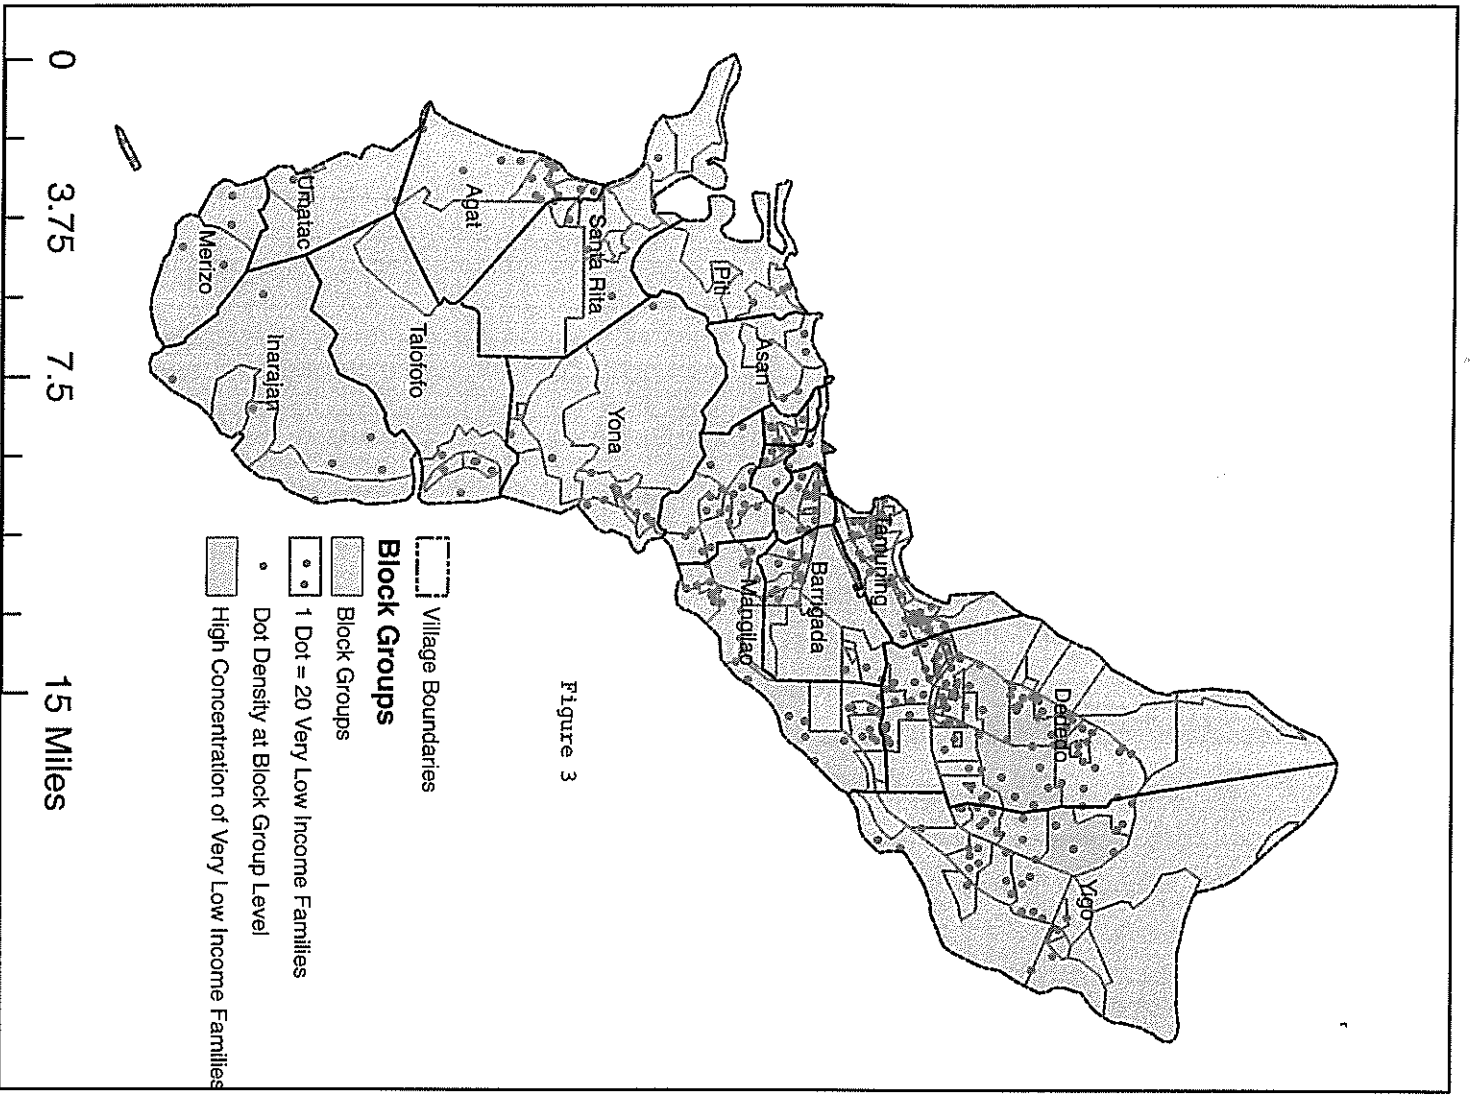 Dededo
Yigo
Tamuning
Barrigada
Mangilao
Asan
Piti
Yona
Santa Rita
Agat
Talofofo
Umatac
Inarajan
Merizo
Figure 3
Village Boundaries
Block Groups
Block Groups
1 Dot = 20 Very Low Income Families
Dot Density at Block Group Level
High Concentration of Very Low Income Families
0 3.75 7.5 15 Miles